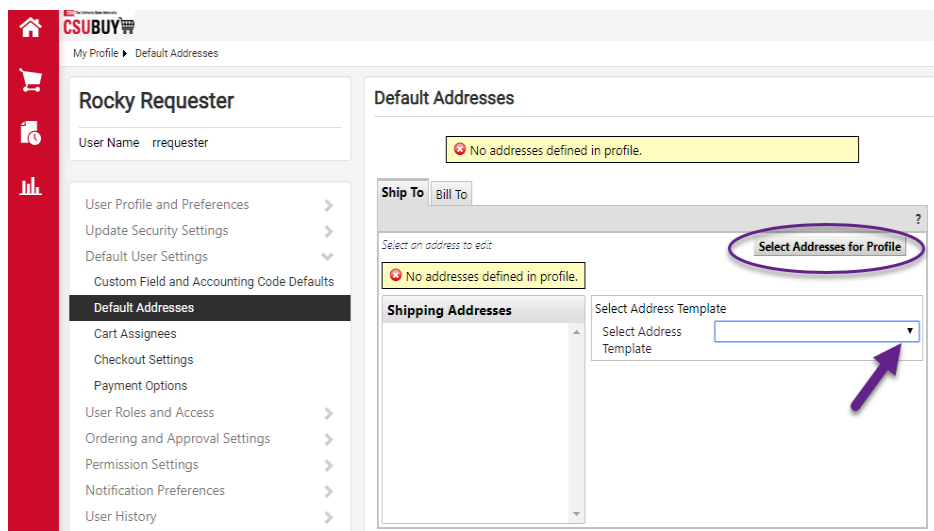 The California State University
CSUBUY
My Profile Default Addresses
Rocky Requester
User Name rrequester
User Profile and Preferences
Update Security Settings
Default User Settings
Custom Field and Accounting Code Defaults
Default Addresses
Cart Assignees
Checkout Settings
Payment Options
User Roles and Access
Ordering and Approval Settings
Permission Settings
Notification Preferences
User History
Default Addresses
No addresses defined in profile.
Ship To
Bill To
?
Select an address to edit
Select Addresses for Profile
No addresses defined in profile.
Shipping Addresses
Select Address Template
Select Address
Template